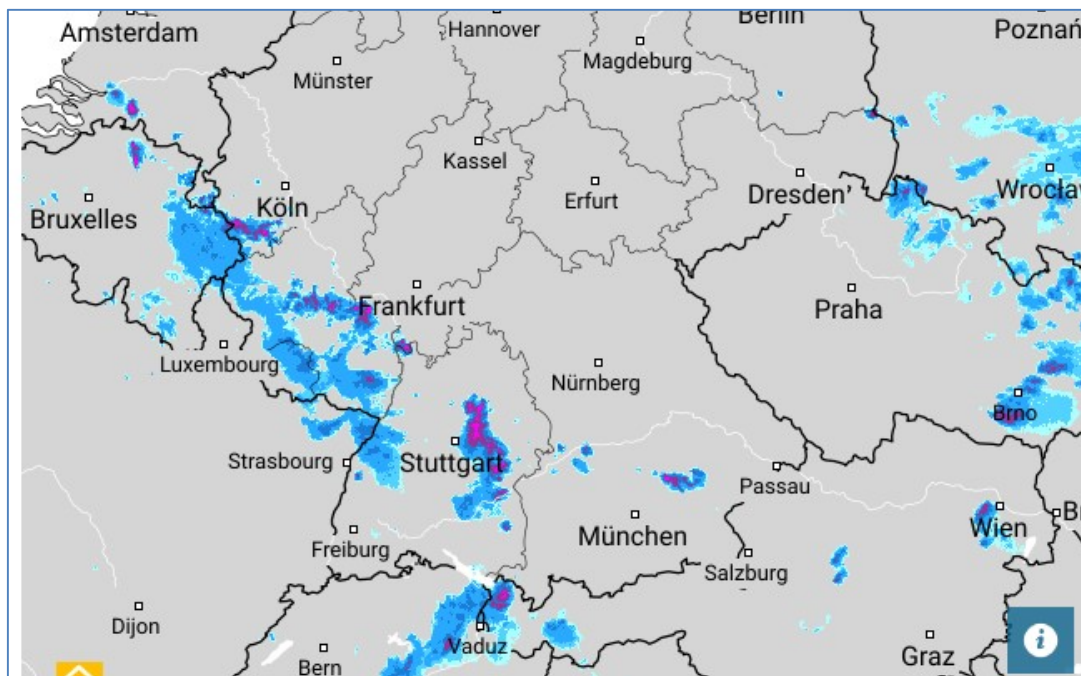 Amsterdam
Hannover
Berlin
Poznań
Münster
Magdeburg
Kassel
Erfurt
Dresden
Wrocław
Bruxelles
Köln
Frankfurt
Praha
Luxembourg
Nürnberg
Brno
Strasbourg
Stuttgart
Passau
Wien
B
München
Freiburg
Salzburg
Dijon
Vaduz
Bern
Graz
i